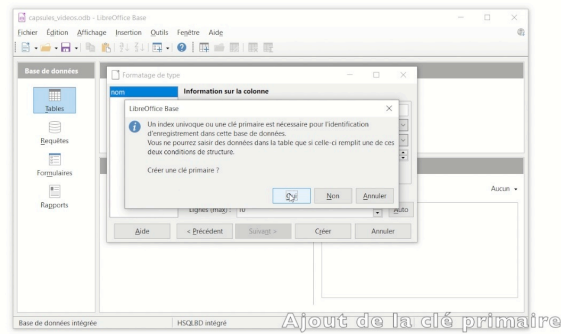 capsules_videos.odb - LibreOffice Base
Fichier Édition Affichage Insertion Outils Fenêtre Aide
Base de données
Tables
Requêtes
Formulaires
Rapports
Formatage de type
nom
Information sur la colonne
LibreOffice Base
Un index univoque ou une clé primaire est nécessaire pour l'identification
d'enregistrement dans cette base de données.
Vous ne pourrez saisir des données dans la table que si celle-ci remplit une de ces
deux conditions de structure.
Créer une clé primaire ?
Oui Non Annuler
Lignes (max) : 10 Auto
Aide < Précédent Suivant > Créer Annuler
Aucun
Base de données intégrée HSQLBD intégré
Ajout de la clé primaire